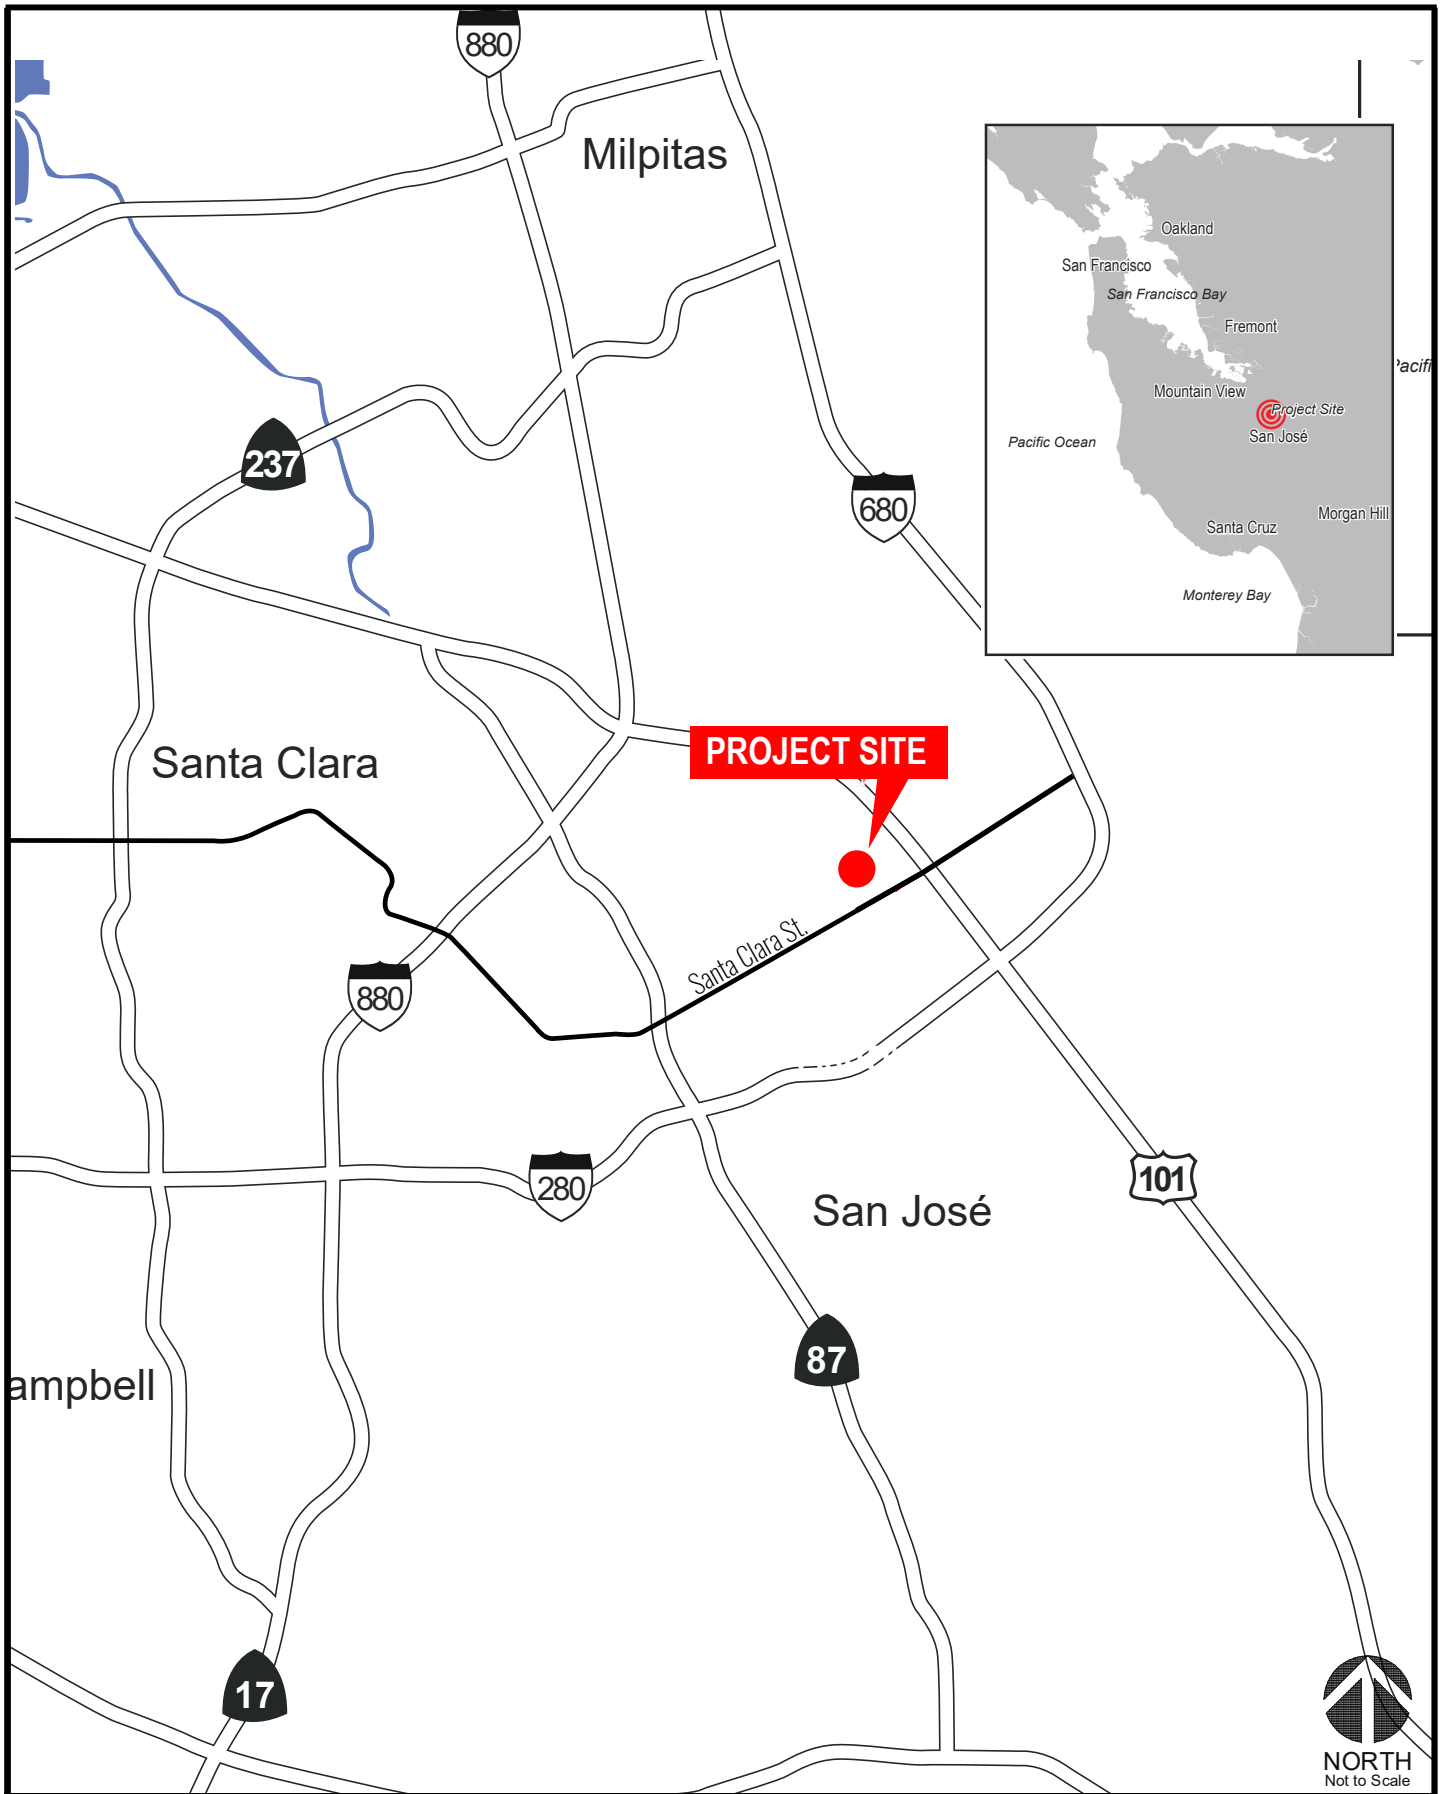 880
Milpitas
Oakland
San Francisco
San Francisco Bay
Fremont
Pacifi
Mountain View
Project Site
San José
Pacific Ocean
237
680
Morgan Hill
Santa Cruz
Monterey Bay
PROJECT SITE
Santa Clara
Santa Clara St.
880
101
280
San José
87
ampbell
17
NORTH
Not to Scale